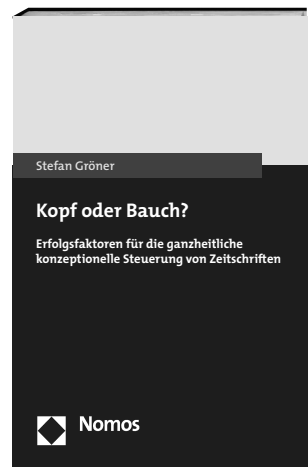 Stefan Gröner
Kopf oder Bauch?
Erfolgsfaktoren für die ganzheitliche
konzeptionelle Steuerung von Zeitschriften
Nomos